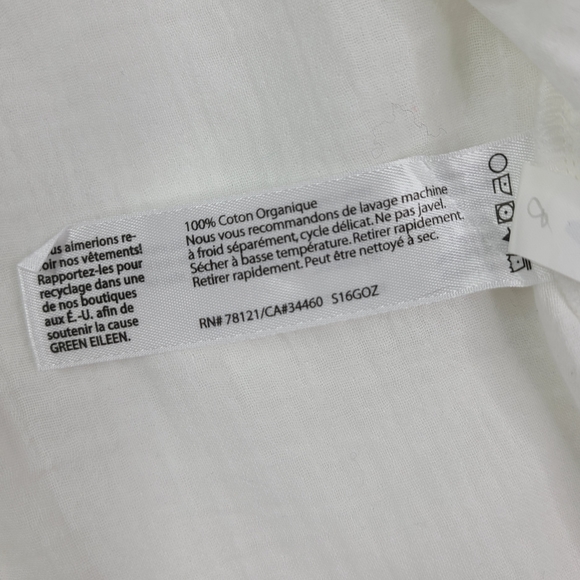 us aimerions re-
oir nos vêtements!
Rapportez-les pour
recyclage dans une
de nos boutiques
aux É.-U. afin de
soutenir la cause
GREEN EILEEN.
100% Coton Organique
Nous vous recommandons de lavage machine
à froid séparément, cycle délicat. Ne pas javel.
Sécher à basse température. Retirer rapidement.
Retirer rapidement. Peut être nettoyé à sec.
RN# 78121/CA#34460 S16GOZ
8